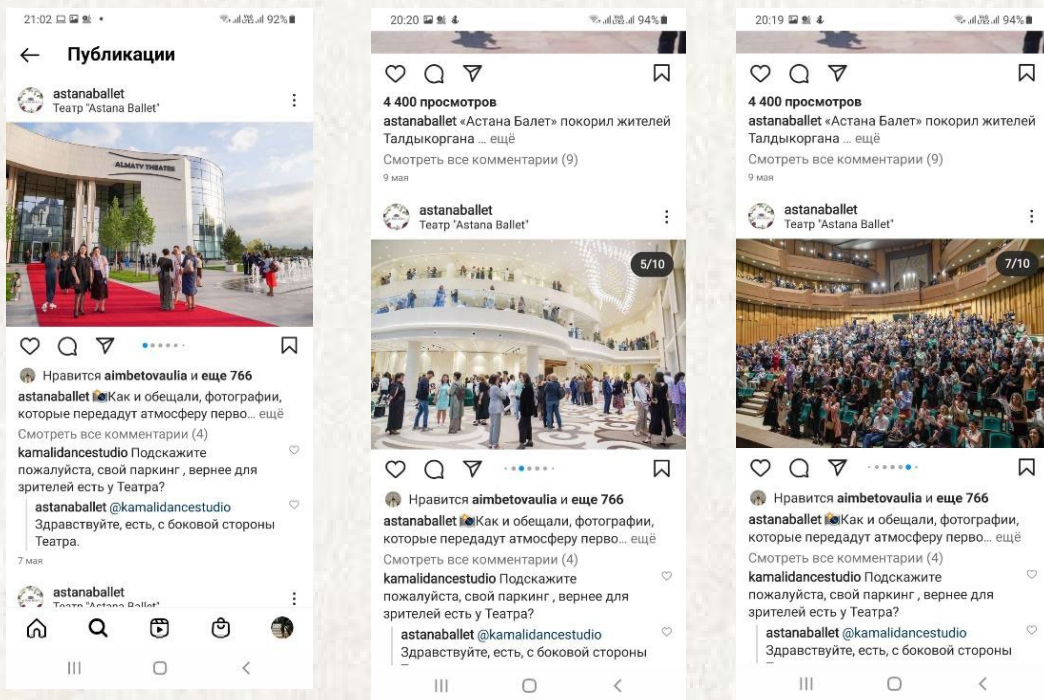 21:02
92%
Публикации
astanaballet
Театр "Astana Ballet"
ALMATY THEATRE
Нравится aimbetovaulia и еще 766
astanaballet 📸Как и обещали, фотографии,
которые передадут атмосферу перво... ещё
Смотреть все комментарии (4)
kamalidancestudio Подскажите
пожалуйста, свой паркинг , вернее для
зрителей есть у Театра?
astanaballet @kamalidancestudio
Здравствуйте, есть, с боковой стороны
Театра.
7 мая
astanaballet
Театр "Astana Ballet"
20:20
94%
4 400 просмотров
astanaballet «Астана Балет» покорил жителей
Талдыкоргана ... ещё
Смотреть все комментарии (9)
9 мая
astanaballet
Театр "Astana Ballet"
5/10
Нравится aimbetovaulia и еще 766
astanaballet 📸Как и обещали, фотографии,
которые передадут атмосферу перво... ещё
Смотреть все комментарии (4)
kamalidancestudio Подскажите
пожалуйста, свой паркинг , вернее для
зрителей есть у Театра?
astanaballet @kamalidancestudio
Здравствуйте, есть, с боковой стороны
20:19
94%
4 400 просмотров
astanaballet «Астана Балет» покорил жителей
Талдыкоргана ... ещё
Смотреть все комментарии (9)
9 мая
astanaballet
Театр "Astana Ballet"
7/10
Нравится aimbetovaulia и еще 766
astanaballet 📸Как и обещали, фотографии,
которые передадут атмосферу перво... ещё
Смотреть все комментарии (4)
kamalidancestudio Подскажите
пожалуйста, свой паркинг , вернее для
зрителей есть у Театра?
astanaballet @kamalidancestudio
Здравствуйте, есть, с боковой стороны